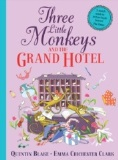 Three
Little
Monkeys
AND THE
GRAND HOTEL
QUENTIN BLAKE · EMMA CHICHESTER CLARK